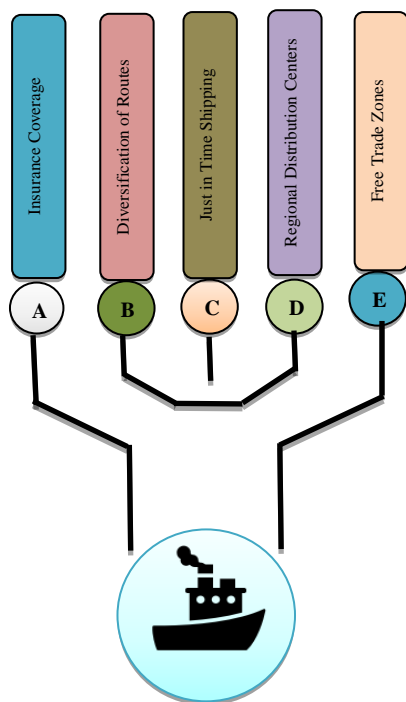 Insurance Coverage
Diversification of Routes
Just in Time Shipping
Regional Distribution Centers
Free Trade Zones
A
B
C
D
E